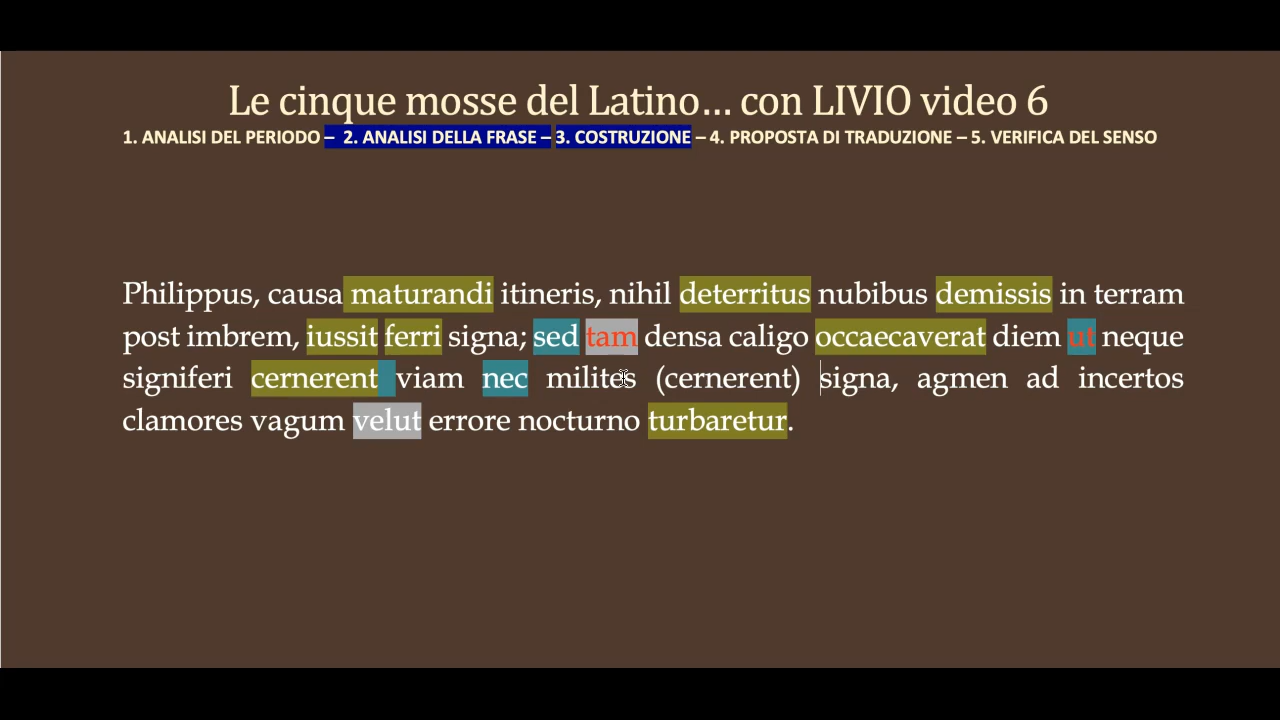 Le cinque mosse del Latino… con LIVIO video 6
1. ANALISI DEL PERIODO – 2. ANALISI DELLA FRASE – 3. COSTRUZIONE – 4. PROPOSTA DI TRADUZIONE – 5. VERIFICA DEL SENSO
Philippus, causa maturandi itineris, nihil deterritus nubibus demissis in terram
post imbrem, iussit ferri signa; sed tam densa caligo occaecaverat diem ut neque
signiferi cernerent viam nec milites (cernerent) signa, agmen ad incertos
clamores vagum velut errore nocturno turbaretur.